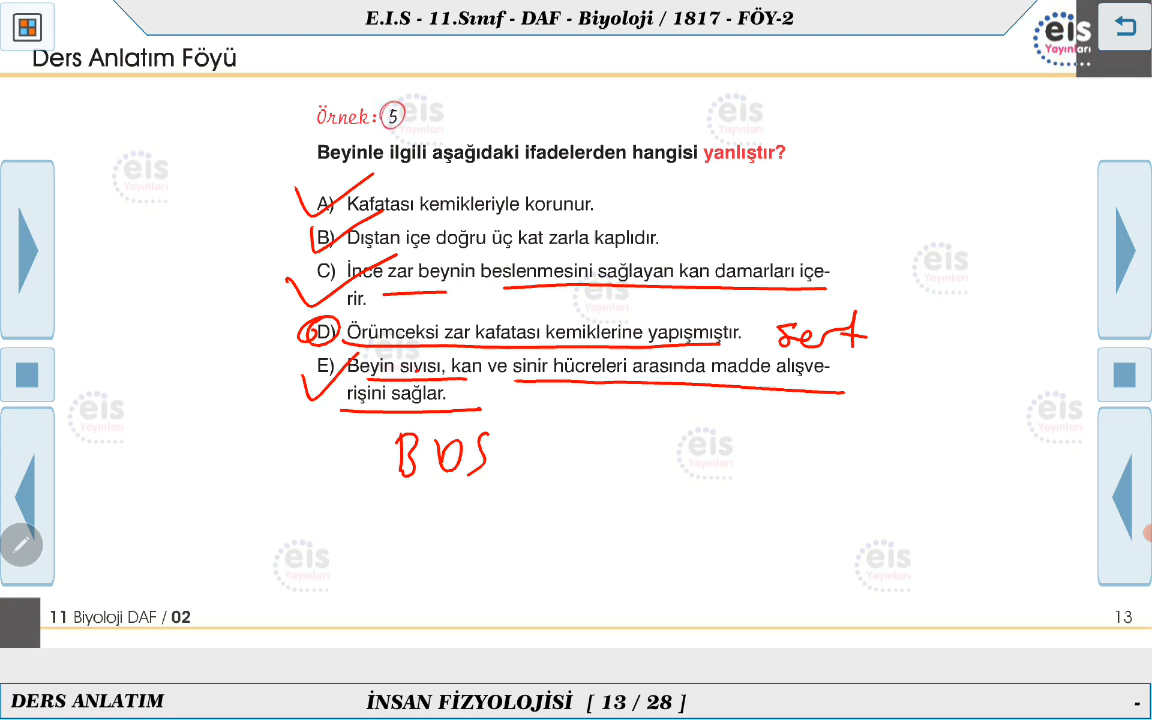 E.I.S - 11.Sınıf - DAF - Biyoloji / 1817 - FÖY-2
eis
Yayınları
Ders Anlatım Föyü
Örnek: 5
Beyinle ilgili aşağıdaki ifadelerden hangisi yanlıştır?
A) Kafatası kemikleriyle korunur.
B) Dıştan içe doğru üç kat zarla kaplıdır.
C) İnce zar beynin beslenmesini sağlayan kan damarları içe-
rir.
D) Örümceksi zar kafatası kemiklerine yapışmıştır. sert
E) Beyin sıvısı, kan ve sinir hücreleri arasında madde alışve-
rişini sağlar.
BOS
11 Biyoloji DAF / 02
13
DERS ANLATIM
İNSAN FİZYOLOJİSİ [ 13 / 28 ]
-